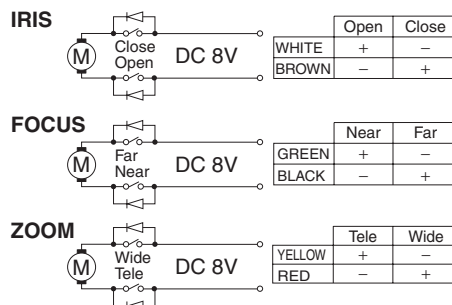 IRIS
M
Close
Open
DC 8V
Open Close
WHITE + −
BROWN − +
FOCUS
M
Far
Near
DC 8V
Near Far
GREEN + −
BLACK − +
ZOOM
M
Wide
Tele
DC 8V
Tele Wide
YELLOW + −
RED − +